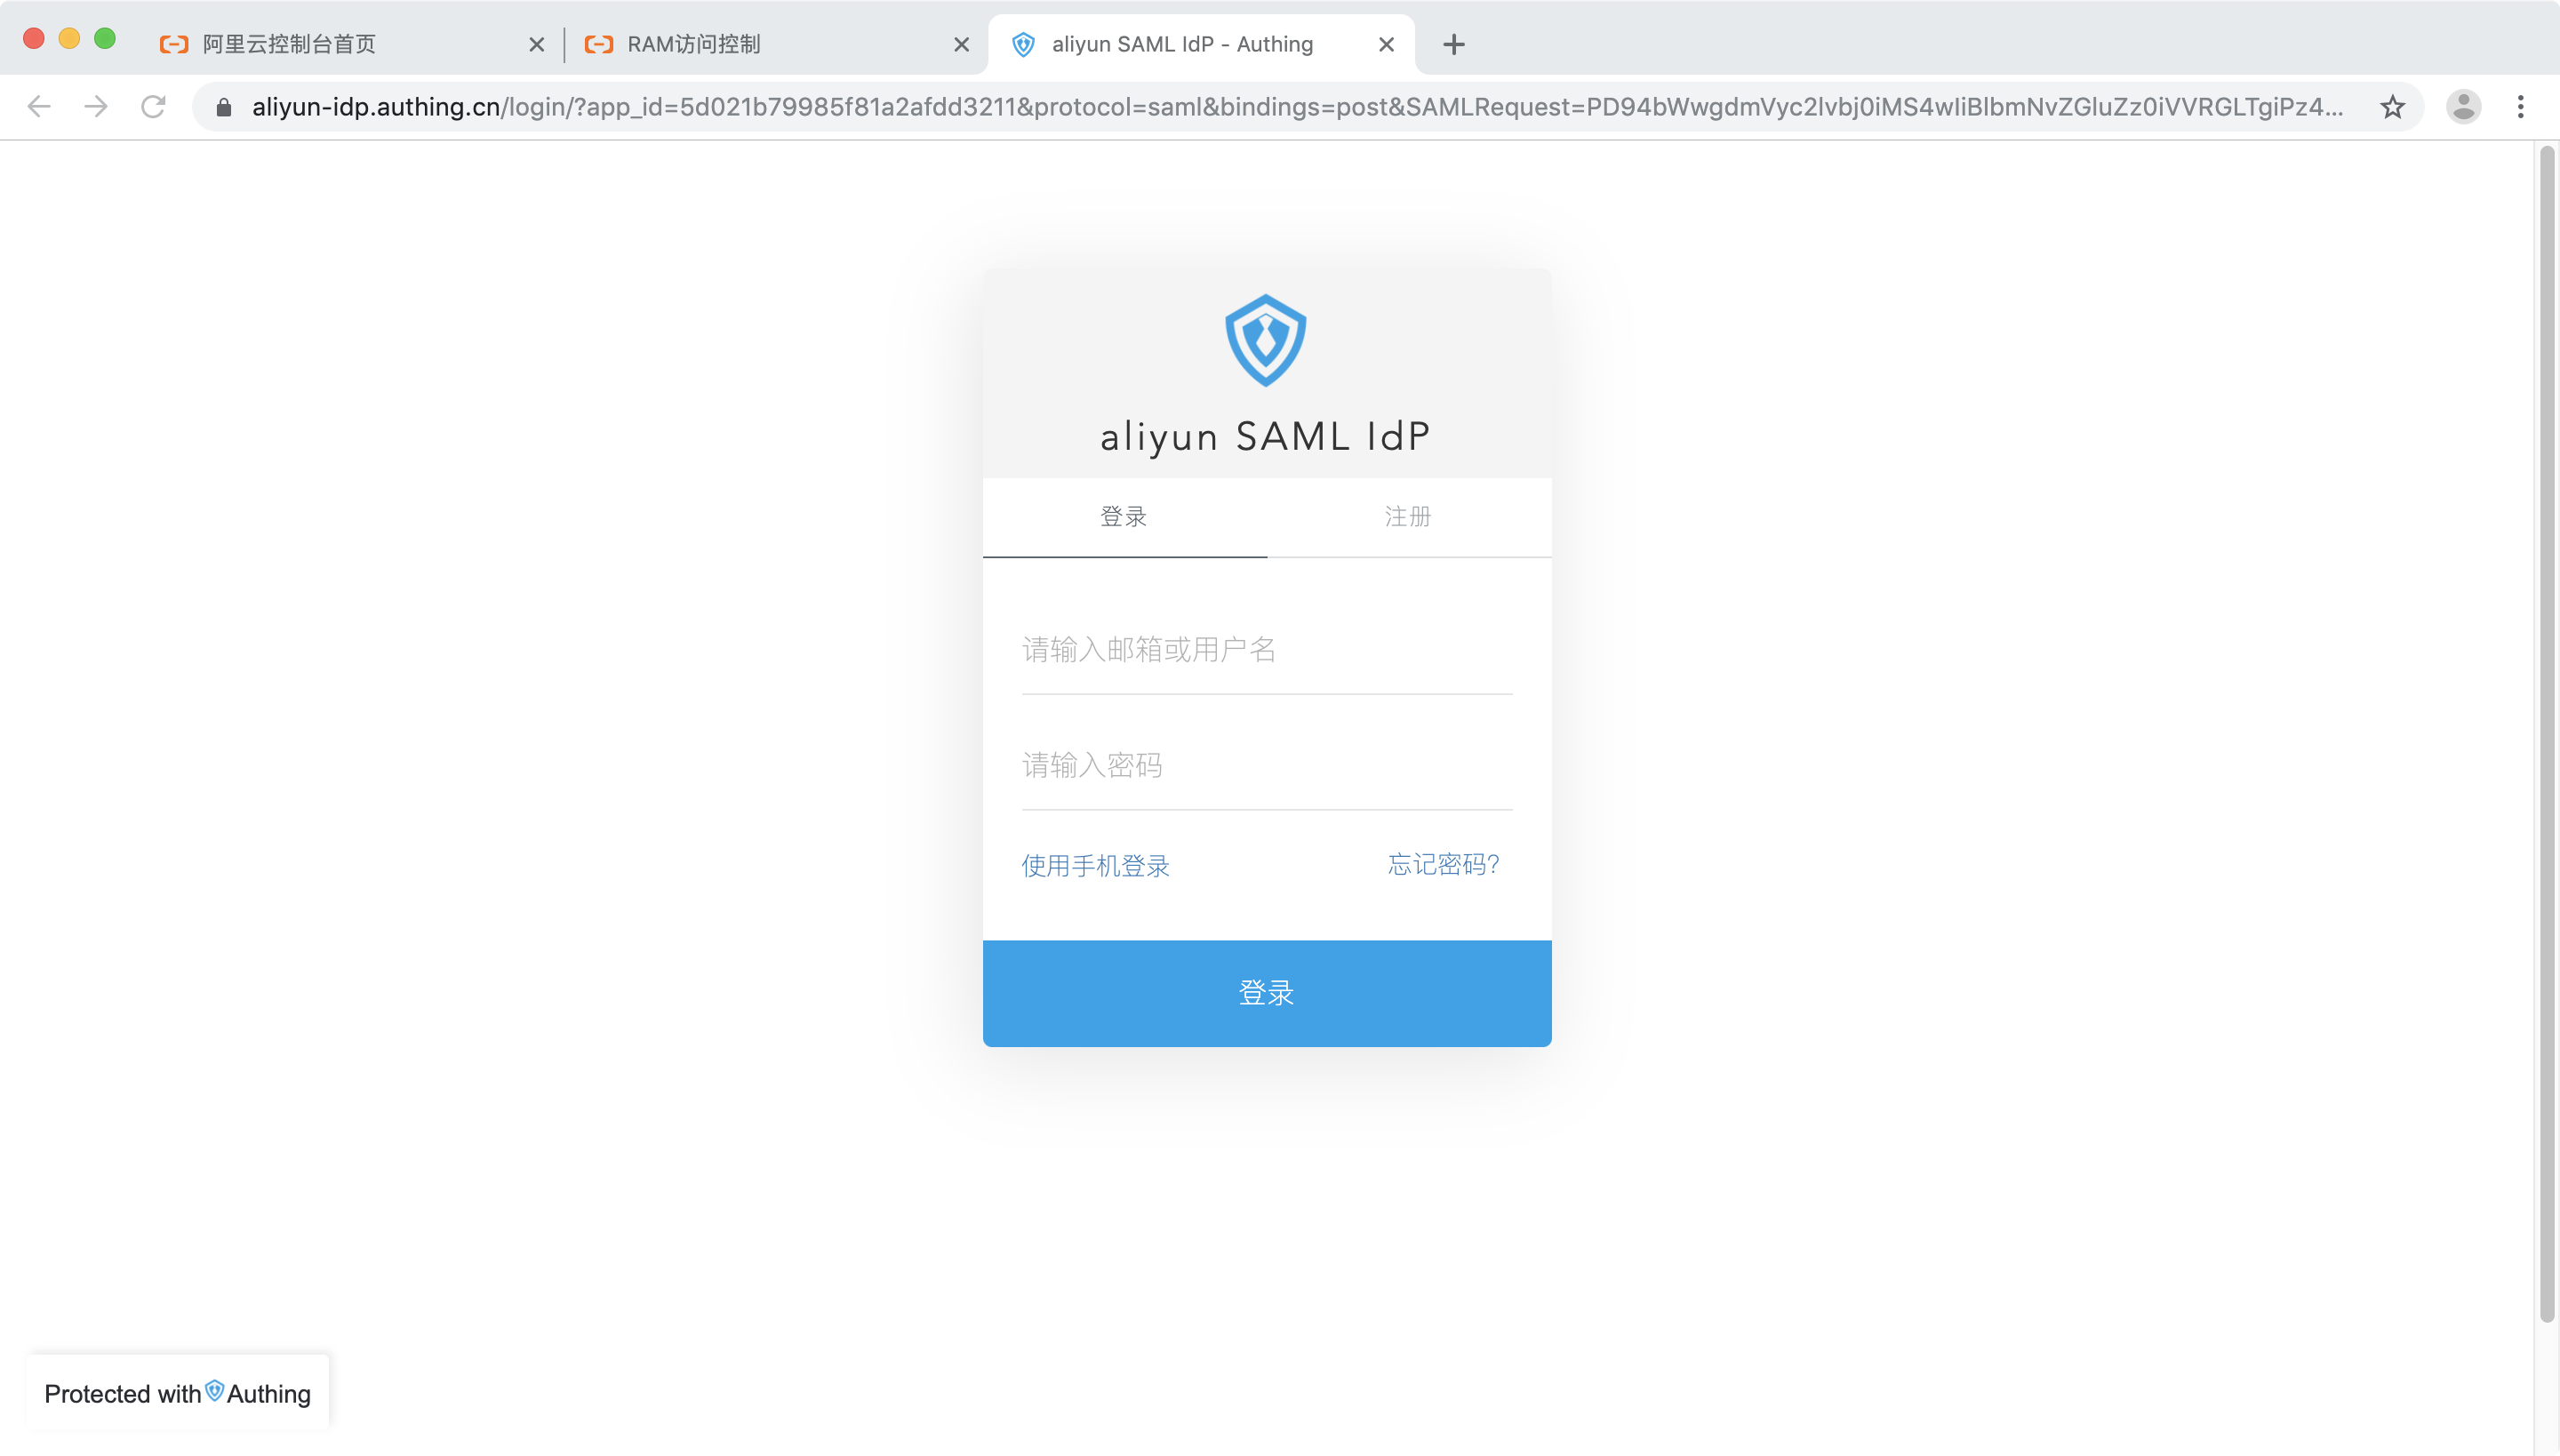 阿里云控制台首页
RAM访问控制
aliyun SAML IdP - Authing
aliyun-idp.authing.cn/login/?app_id=5d021b79985f81a2afdd3211&protocol=saml&bindings=post&SAMLRequest=PD94bWwgdmVyc2lvbj0iMS4wIiBlbmNvZGluZz0iVVRGLTgiPz4...
aliyun SAML IdP
登录
注册
请输入邮箱或用户名
请输入密码
使用手机登录
忘记密码?
登录
Protected with Authing